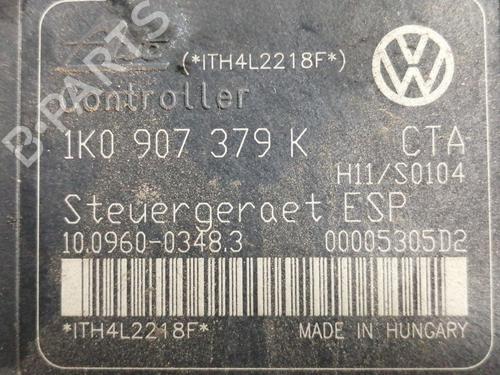 (*ITH4L2218F*)
Controller
1K0 907 379 K CTA
H11/S0104
Steuergeraet ESP
10.0960-0348.3 00005305D2
*ITH4L2218F* MADE IN HUNGARY
B-PARTS